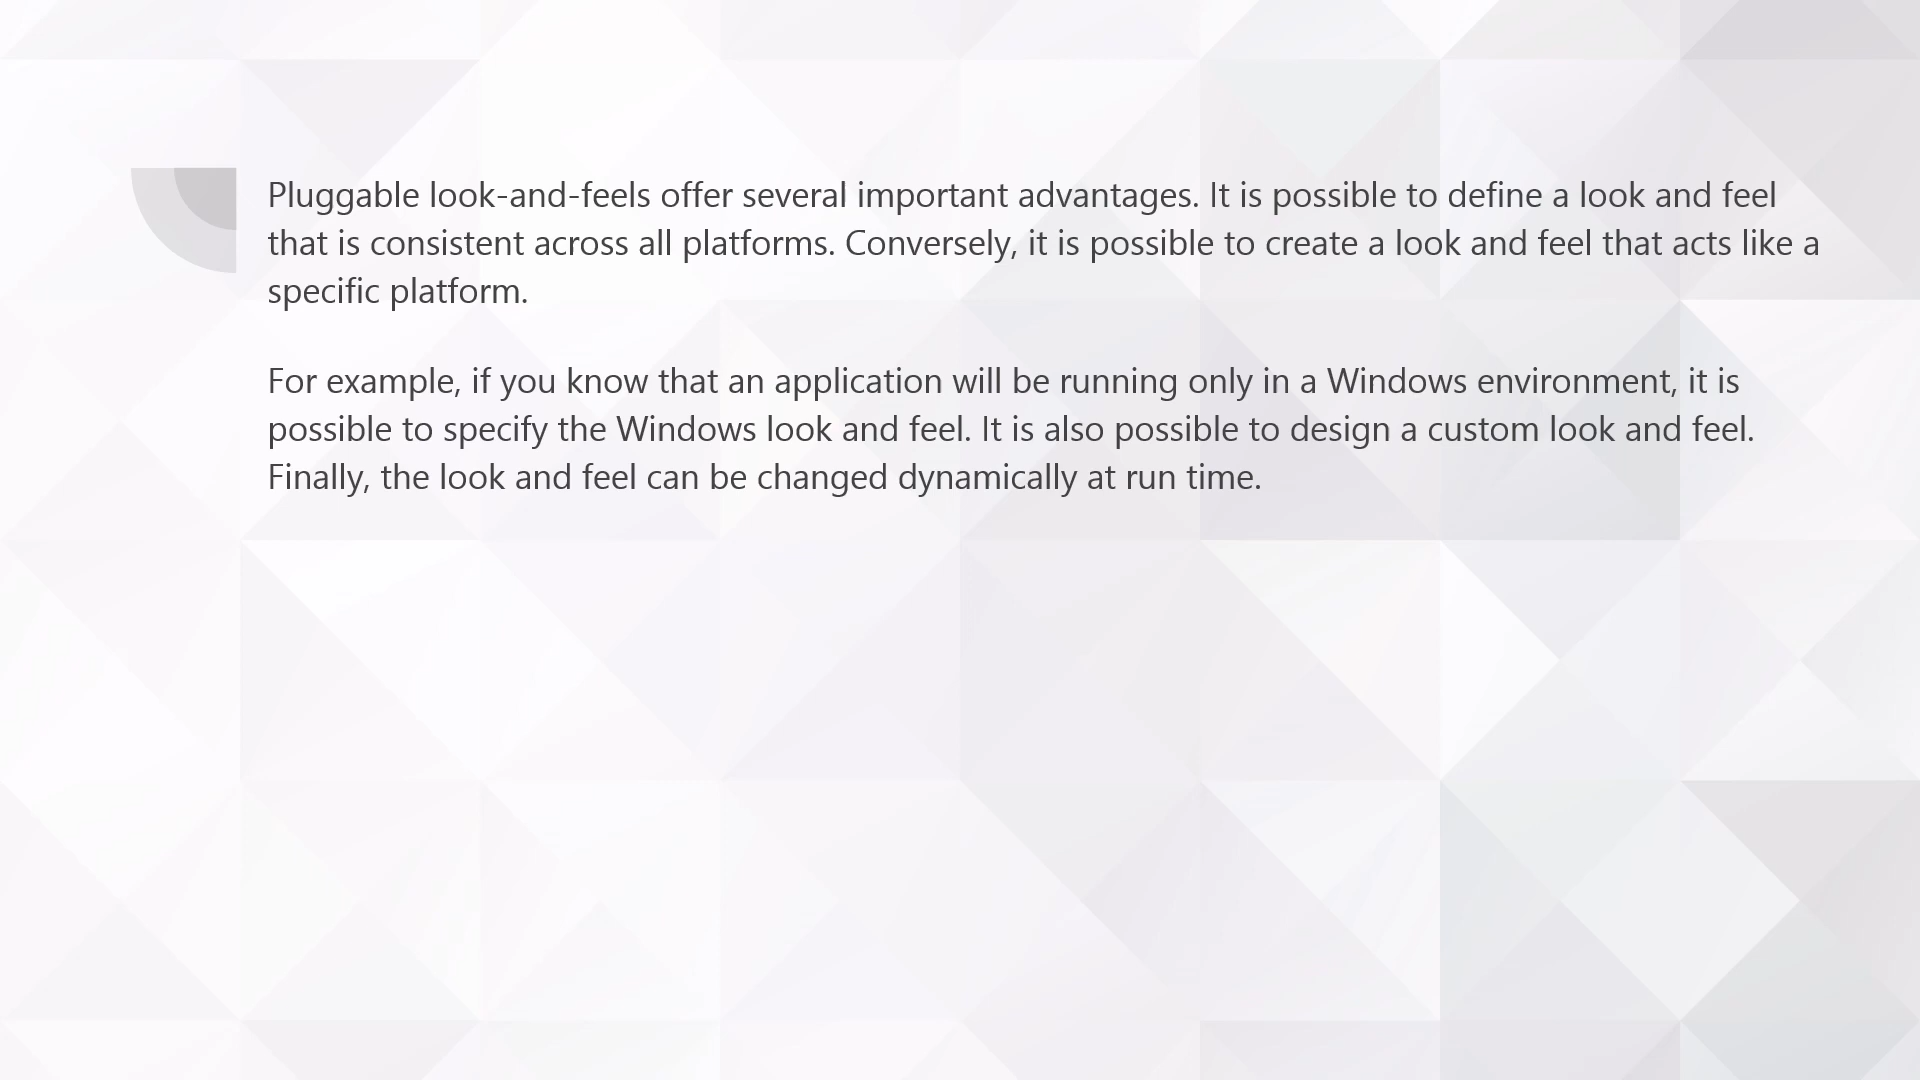 Pluggable look-and-feels offer several important advantages. It is possible to define a look and feel
that is consistent across all platforms. Conversely, it is possible to create a look and feel that acts like a
specific platform.
For example, if you know that an application will be running only in a Windows environment, it is
possible to specify the Windows look and feel. It is also possible to design a custom look and feel.
Finally, the look and feel can be changed dynamically at run time.